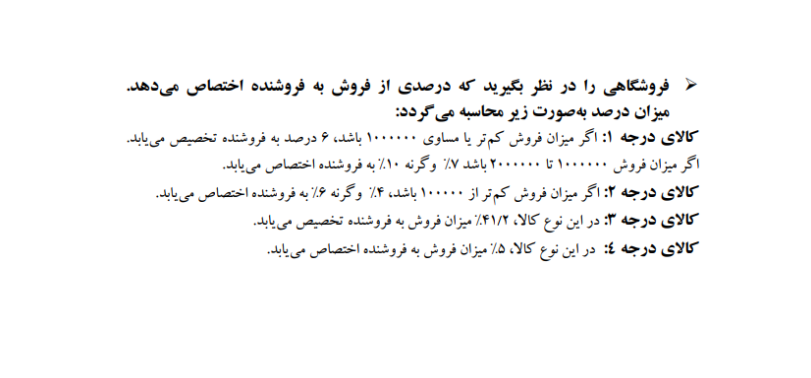 ➢ فروشگاهی را در نظر بگیرید که درصدی از فروش به فروشنده اختصاص می‌دهد.
میزان درصد به‌صورت زیر محاسبه می‌گردد:
کالای درجه ۱: اگر میزان فروش کم‌تر یا مساوی ۱۰۰۰۰۰۰ باشد، ۶ درصد به فروشنده تخصیص می‌یابد.
اگر میزان فروش ۱۰۰۰۰۰۰ تا ۲۰۰۰۰۰۰ باشد ۷٪ وگرنه ۱۰٪ به فروشنده اختصاص می‌یابد.
کالای درجه ۲: اگر میزان فروش کم‌تر از ۱۰۰۰۰۰ باشد، ۴٪ وگرنه ۶٪ به فروشنده اختصاص می‌یابد.
کالای درجه ۳: در این نوع کالا، ۴۱/۲٪ میزان فروش به فروشنده تخصیص می‌یابد.
کالای درجه ٤: در این نوع کالا، ۵٪ میزان فروش به فروشنده اختصاص می‌یابد.